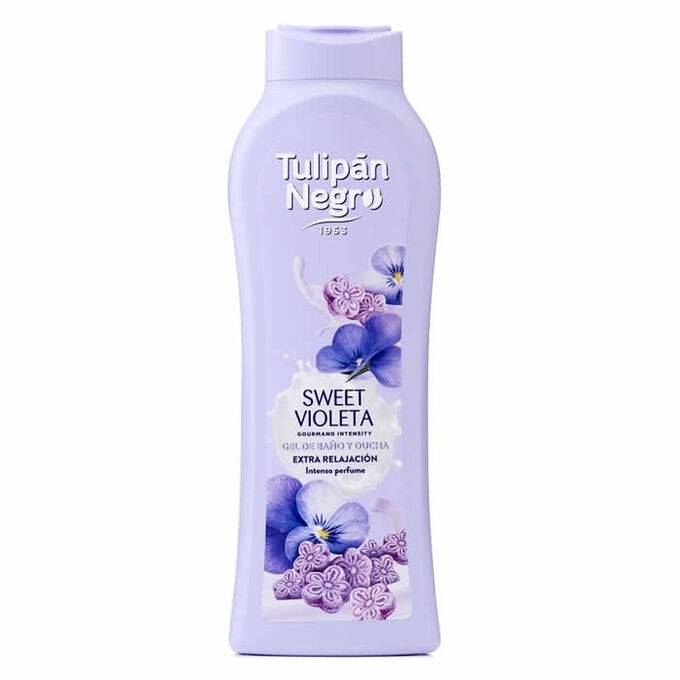 Tulipán
Negro
1953
SWEET
VIOLETA
GOURMAND INTENSITY
GEL DE BAÑO Y DUCHA
EXTRA RELAJACIÓN
Intenso perfume